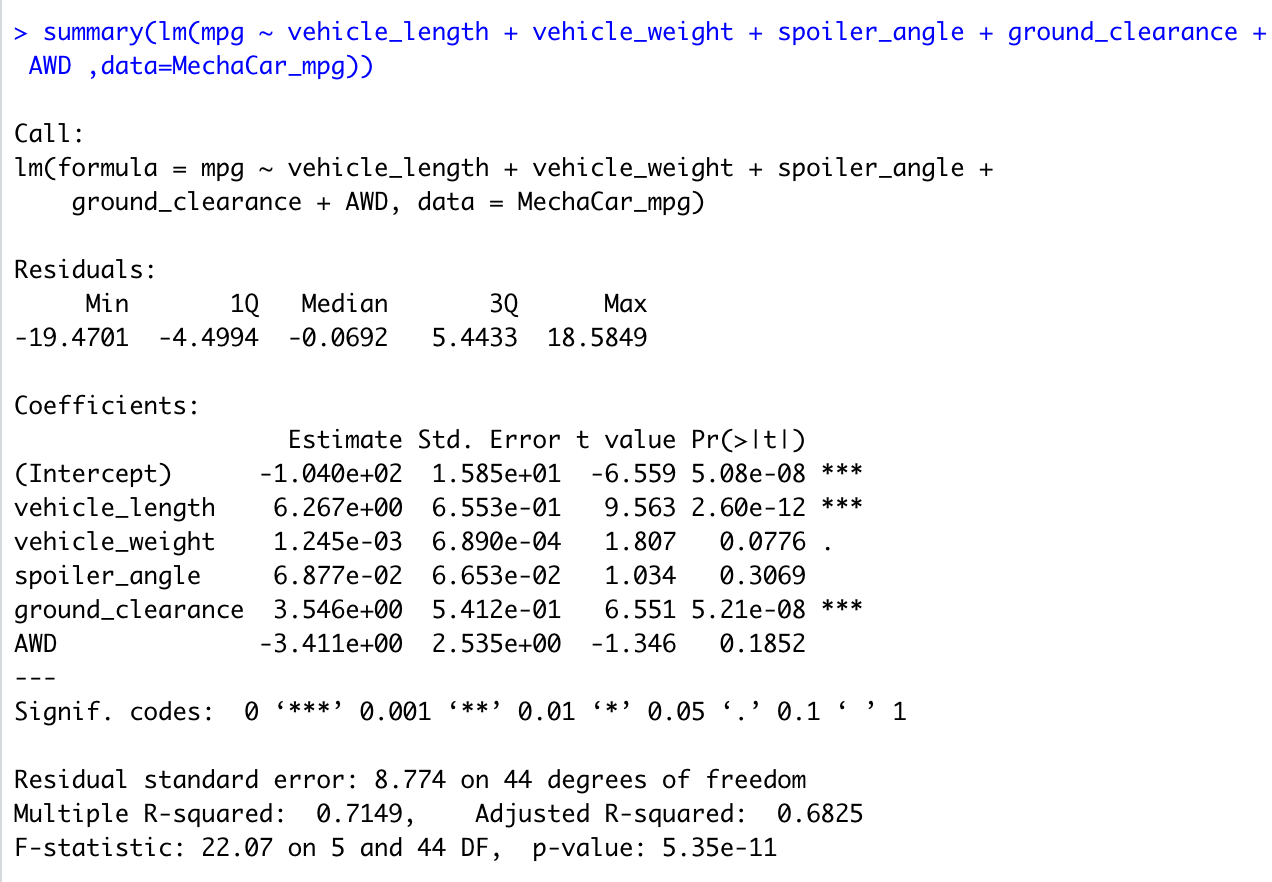 > summary(lm(mpg ~ vehicle_length + vehicle_weight + spoiler_angle + ground_clearance +
 AWD ,data=MechaCar_mpg))

Call:
lm(formula = mpg ~ vehicle_length + vehicle_weight + spoiler_angle +
    ground_clearance + AWD, data = MechaCar_mpg)

Residuals:
     Min       1Q   Median       3Q      Max
-19.4701  -4.4994  -0.0692   5.4433  18.5849

Coefficients:
                   Estimate Std. Error t value Pr(>|t|)
(Intercept)      -1.040e+02  1.585e+01  -6.559 5.08e-08 ***
vehicle_length    6.267e+00  6.553e-01   9.563 2.60e-12 ***
vehicle_weight    1.245e-03  6.890e-04   1.807   0.0776 .
spoiler_angle     6.877e-02  6.653e-02   1.034   0.3069
ground_clearance  3.546e+00  5.412e-01   6.551 5.21e-08 ***
AWD              -3.411e+00  2.535e+00  -1.346   0.1852
---
Signif. codes:  0 ‘***’ 0.001 ‘**’ 0.01 ‘*’ 0.05 ‘.’ 0.1 ‘ ’ 1

Residual standard error: 8.774 on 44 degrees of freedom
Multiple R-squared:  0.7149,    Adjusted R-squared:  0.6825
F-statistic: 22.07 on 5 and 44 DF,  p-value: 5.35e-11